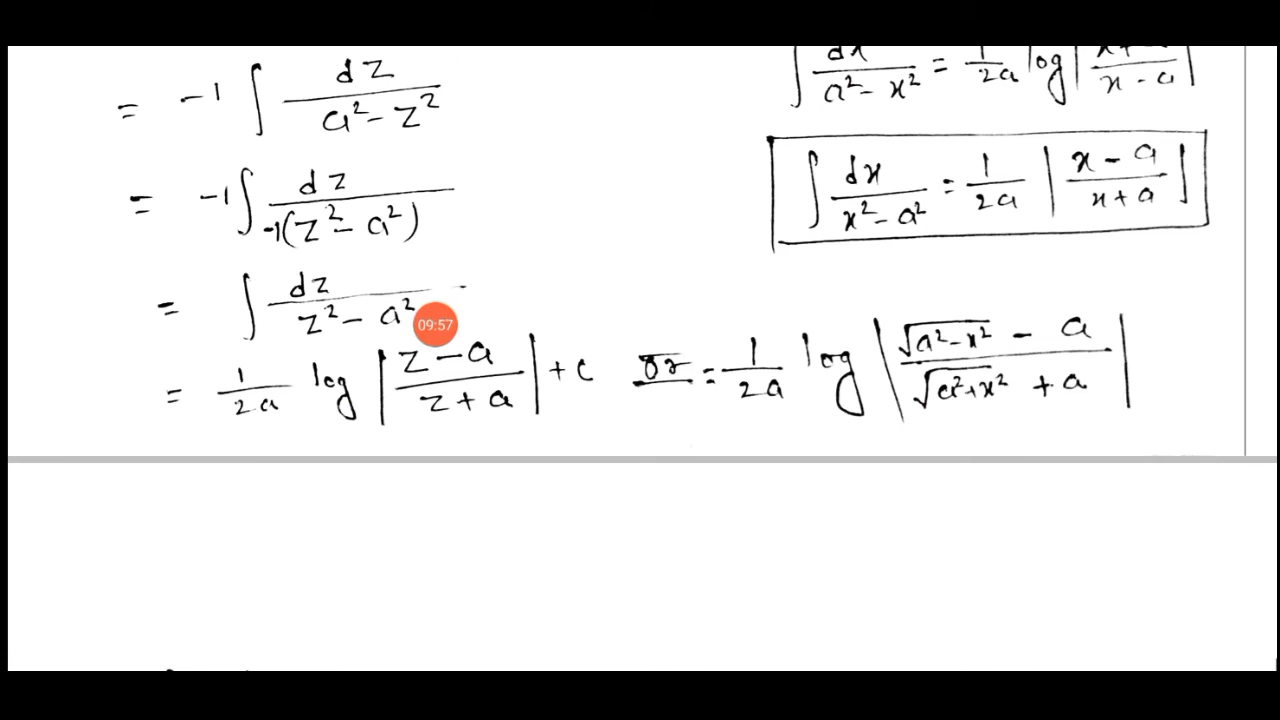 = -1 ∫ dz / a² - z²
∫ dx / a² - x² = 1/2a log | x+ / x - a |
= -1 ∫ dz / -1(z² - a²)
∫ dx / x² - a² = 1/2a | x - a / x + a |
= ∫ dz / z² - a²
09:57
= 1/2a log | z - a / z + a | + c or = 1/2a log | √a² - x² - a / √a² + x² + a |